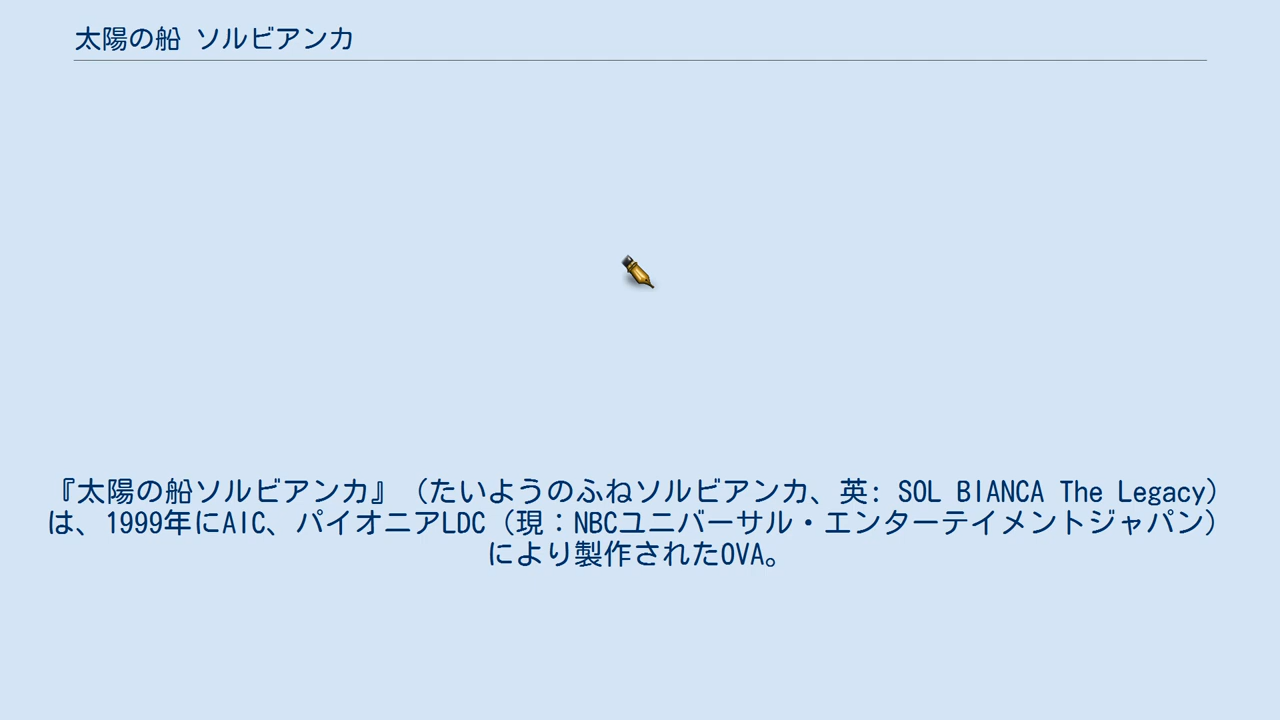 太陽の船 ソルビアンカ
『太陽の船ソルビアンカ』（たいようのふねソルビアンカ、英: SOL BIANCA The Legacy）
は、1999年にAIC、パイオニアLDC（現：NBCユニバーサル・エンターテイメントジャパン）
により製作されたOVA。